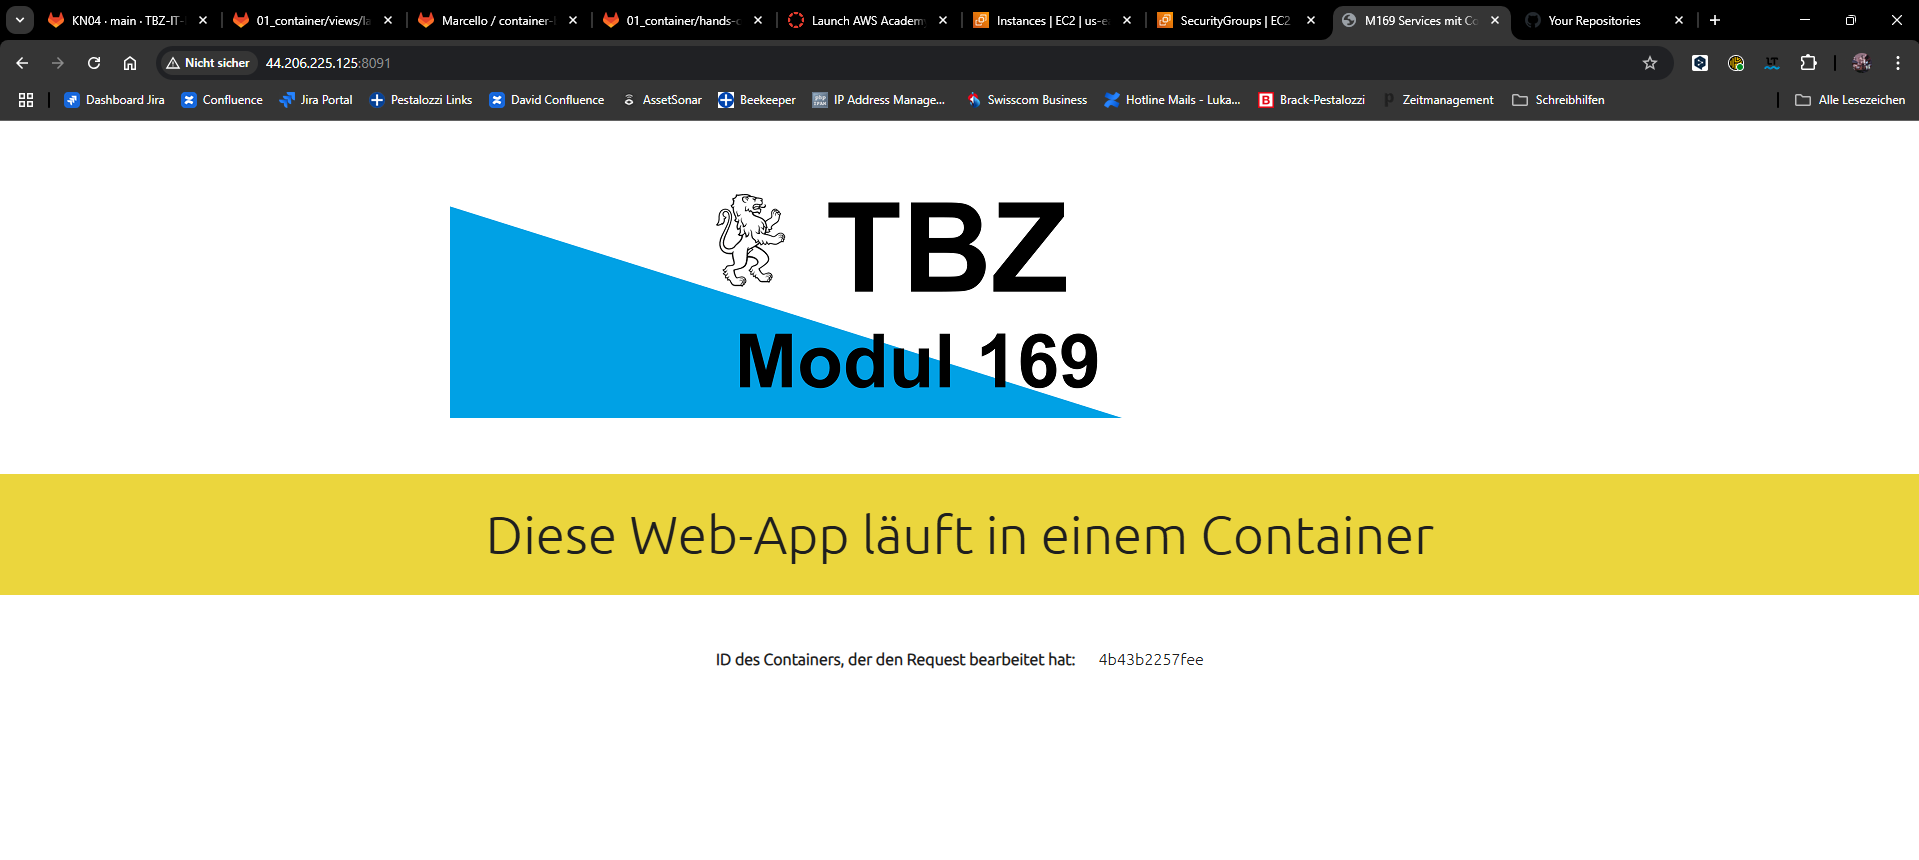 KN04 · main · TBZ-IT-
01_container/views/la
Marcello / container-
01_container/hands-o
Launch AWS Academy
Instances | EC2 | us-e
SecurityGroups | EC2
M169 Services mit Co
Your Repositories
Nicht sicher
44.206.225.125:8091
Dashboard Jira
Confluence
Jira Portal
Pestalozzi Links
David Confluence
AssetSonar
Beekeeper
IP Address Manage...
Swisscom Business
Hotline Mails - Luka...
Brack-Pestalozzi
Zeitmanagement
Schreibhilfen
Alle Lesezeichen
TBZ
Modul 169
Diese Web-App läuft in einem Container
ID des Containers, der den Request bearbeitet hat: 4b43b2257fee